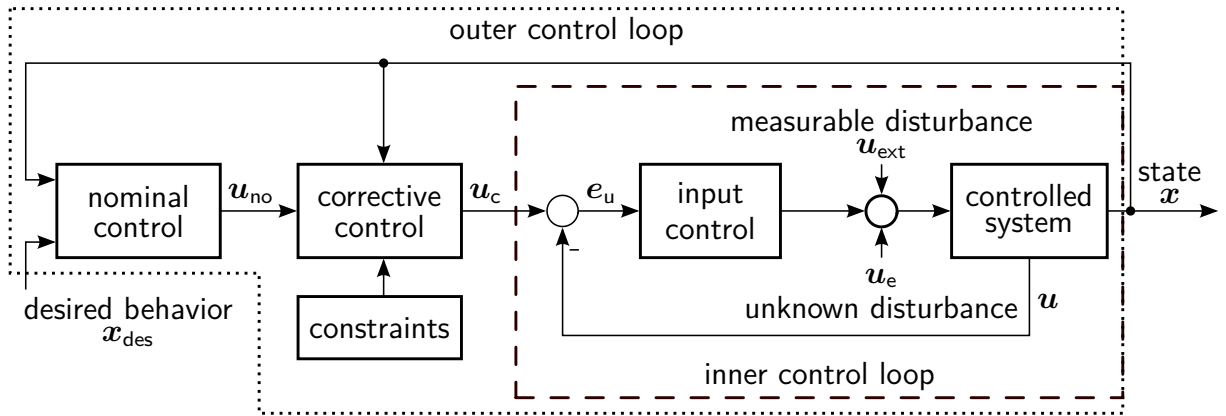 outer control loop
measurable disturbance
u_ext
nominal
control
u_no
corrective
control
u_c
e_u
input
control
controlled
system
state
x
-
u_e
desired behavior
x_des
constraints
unknown disturbance
u
inner control loop